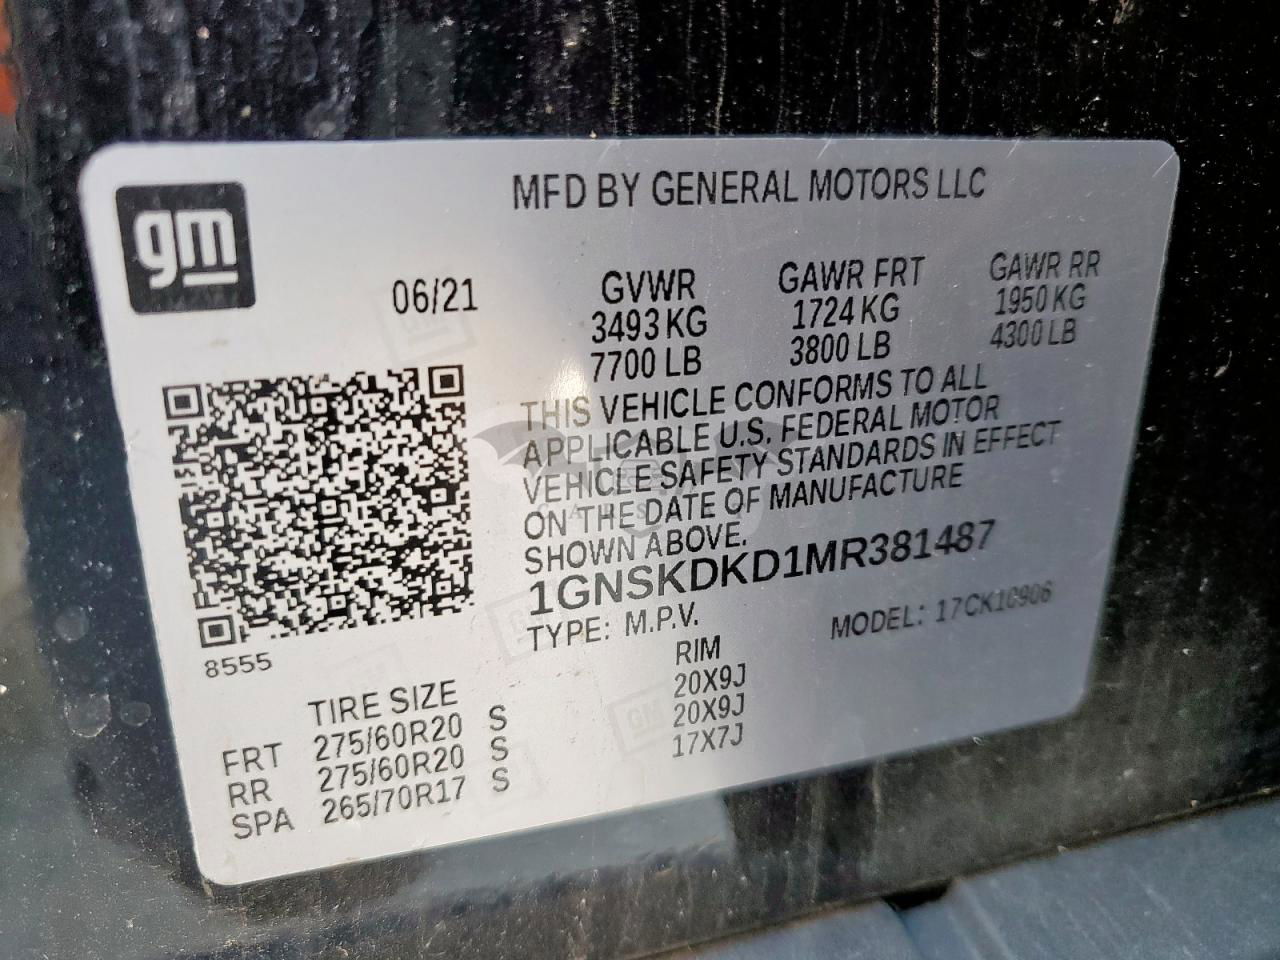 gm
MFD BY GENERAL MOTORS LLC
06/21 GVWR GAWR FRT GAWR RR
3493 KG 1724 KG 1950 KG
7700 LB 3800 LB 4300 LB
THIS VEHICLE CONFORMS TO ALL
APPLICABLE U.S. FEDERAL MOTOR
VEHICLE SAFETY STANDARDS IN EFFECT
ON THE DATE OF MANUFACTURE
SHOWN ABOVE.
1GNSKDKD1MR381487
TYPE: M.P.V. MODEL: 17CK10906
8555
TIRE SIZE RIM
FRT 275/60R20 S 20X9J
RR 275/60R20 S 20X9J
SPA 265/70R17 S 17X7J
GM